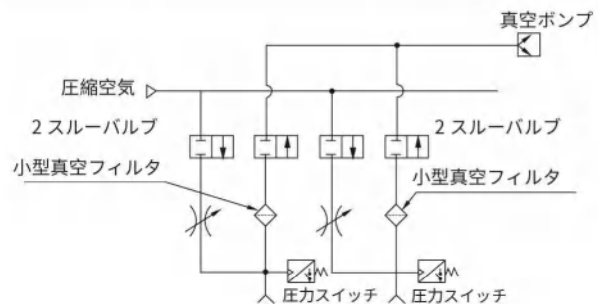 真空ポンプ
圧縮空気
2スルーバルブ
2スルーバルブ
小型真空フィルタ
小型真空フィルタ
圧力スイッチ
圧力スイッチ